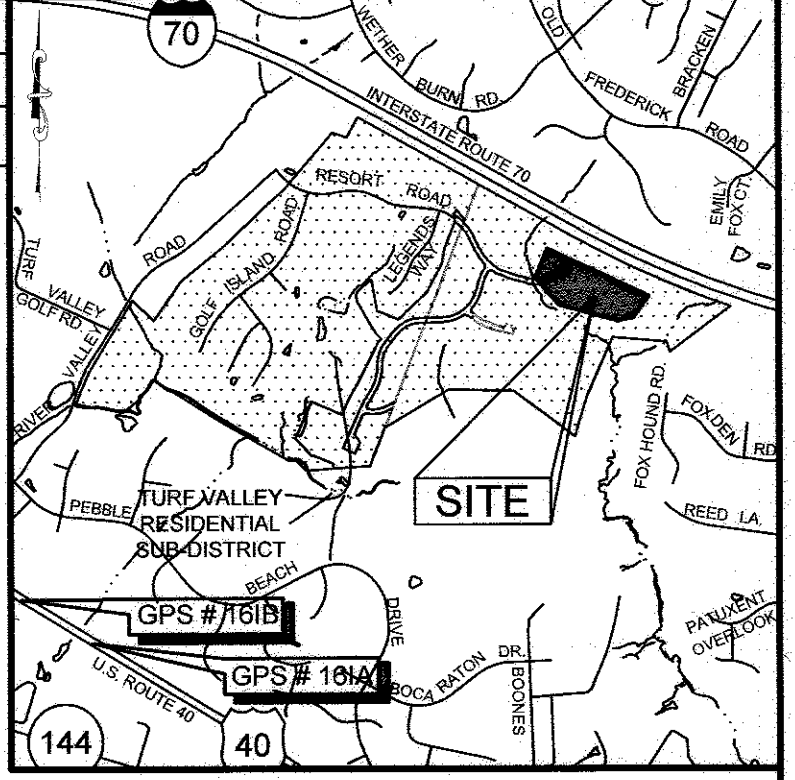 70
WETHER
BURN RD.
OLD
FREDERICK
ROAD
BRACKEN
INTERSTATE ROUTE 70
EMILY
FOX CT.
RESORT
ROAD
ROAD
GOLF ISLAND ROAD
LEGENDS
WAY
TURF
VALLEY
GOLF RD.
VALLEY
RIVER
SITE
FOX HOUND RD.
FOXDEN
RD
REED LA.
PEBBLE
BEACH
DRIVE
TURF VALLEY
RESIDENTIAL
SUB-DISTRICT
GPS # 16IB
GPS # 16IA
U.S. ROUTE 40
BOCA RATON
DR.
BOONES
PATUXENT
OVERLOOK
144
40